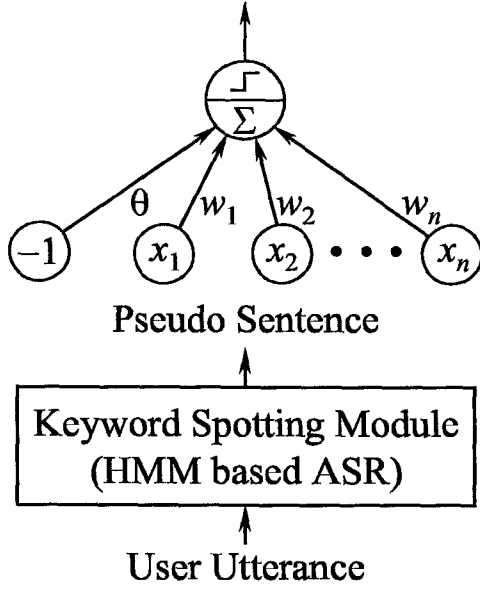 Σ
θ w₁ w₂ wₙ
−1 x₁ x₂ • • • xₙ
Pseudo Sentence
Keyword Spotting Module
(HMM based ASR)
User Utterance